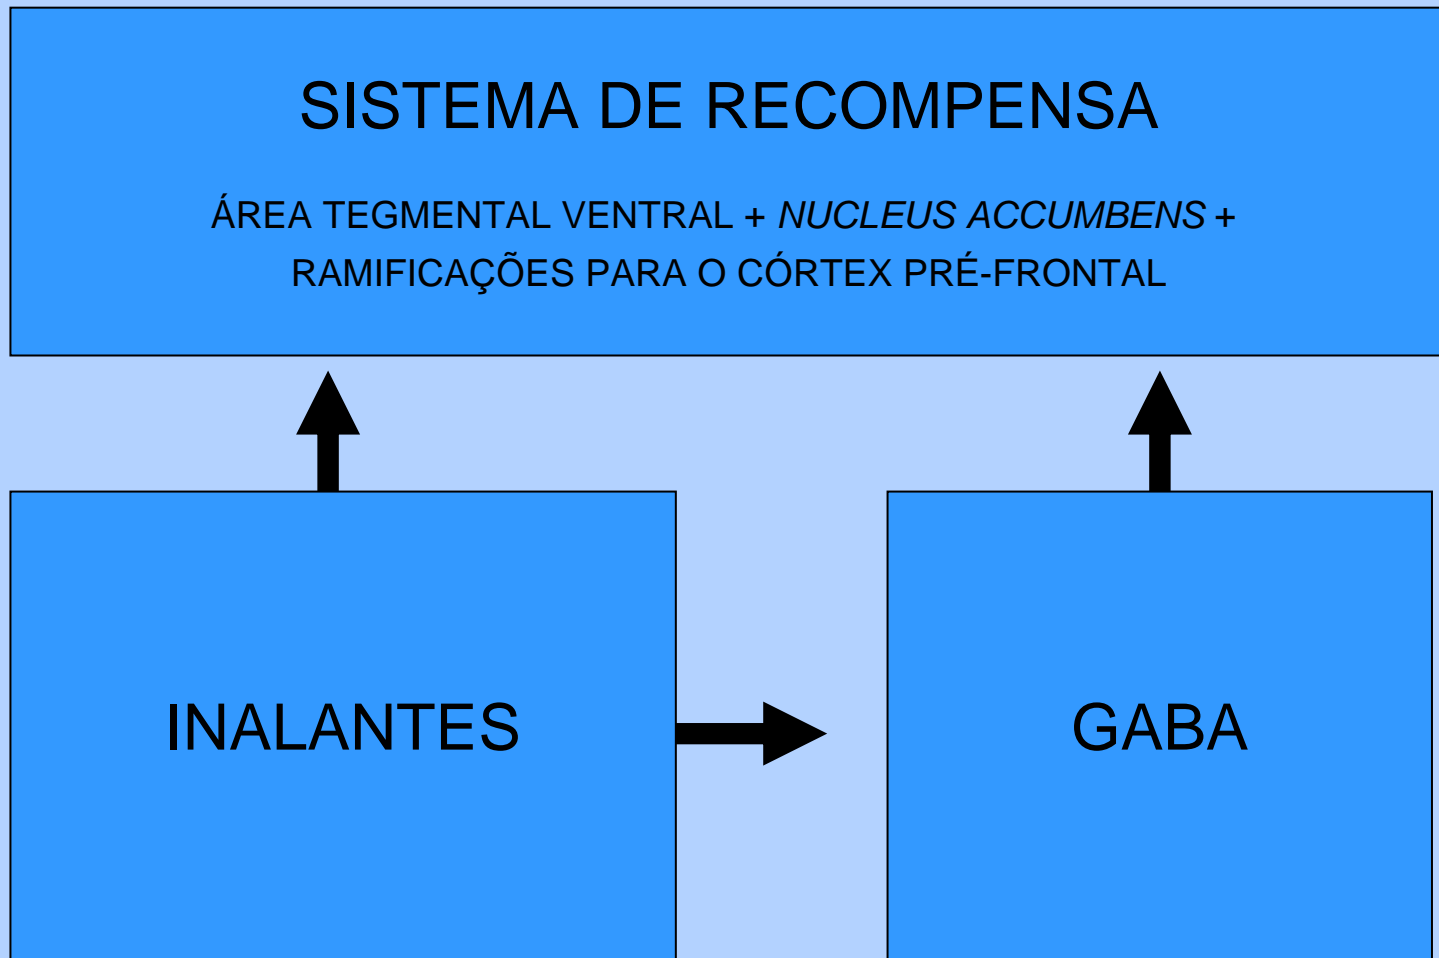 SISTEMA DE RECOMPENSA
ÁREA TEGMENTAL VENTRAL + NUCLEUS ACCUMBENS +
RAMIFICAÇÕES PARA O CÓRTEX PRÉ-FRONTAL
INALANTES
GABA